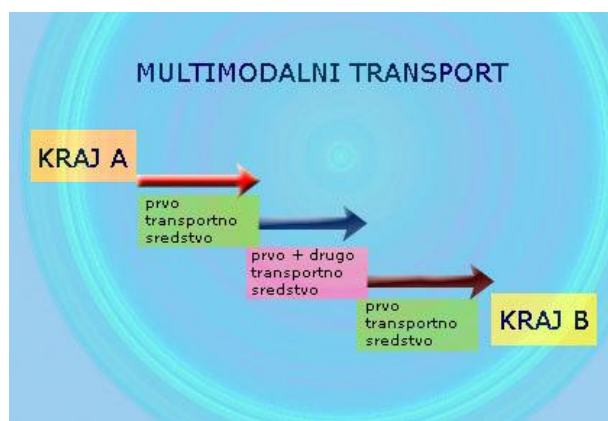 MULTIMODALNI TRANSPORT
KRAJ A
prvo
transportno
sredstvo
prvo + drugo
transportno
sredstvo
prvo
transportno
sredstvo
KRAJ B